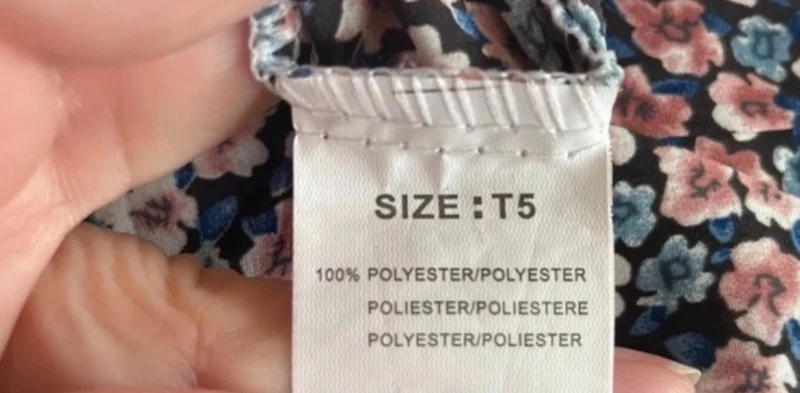 SIZE : T5
100% POLYESTER/POLYESTER
POLIESTER/POLIESTERE
POLYESTER/POLIESTER